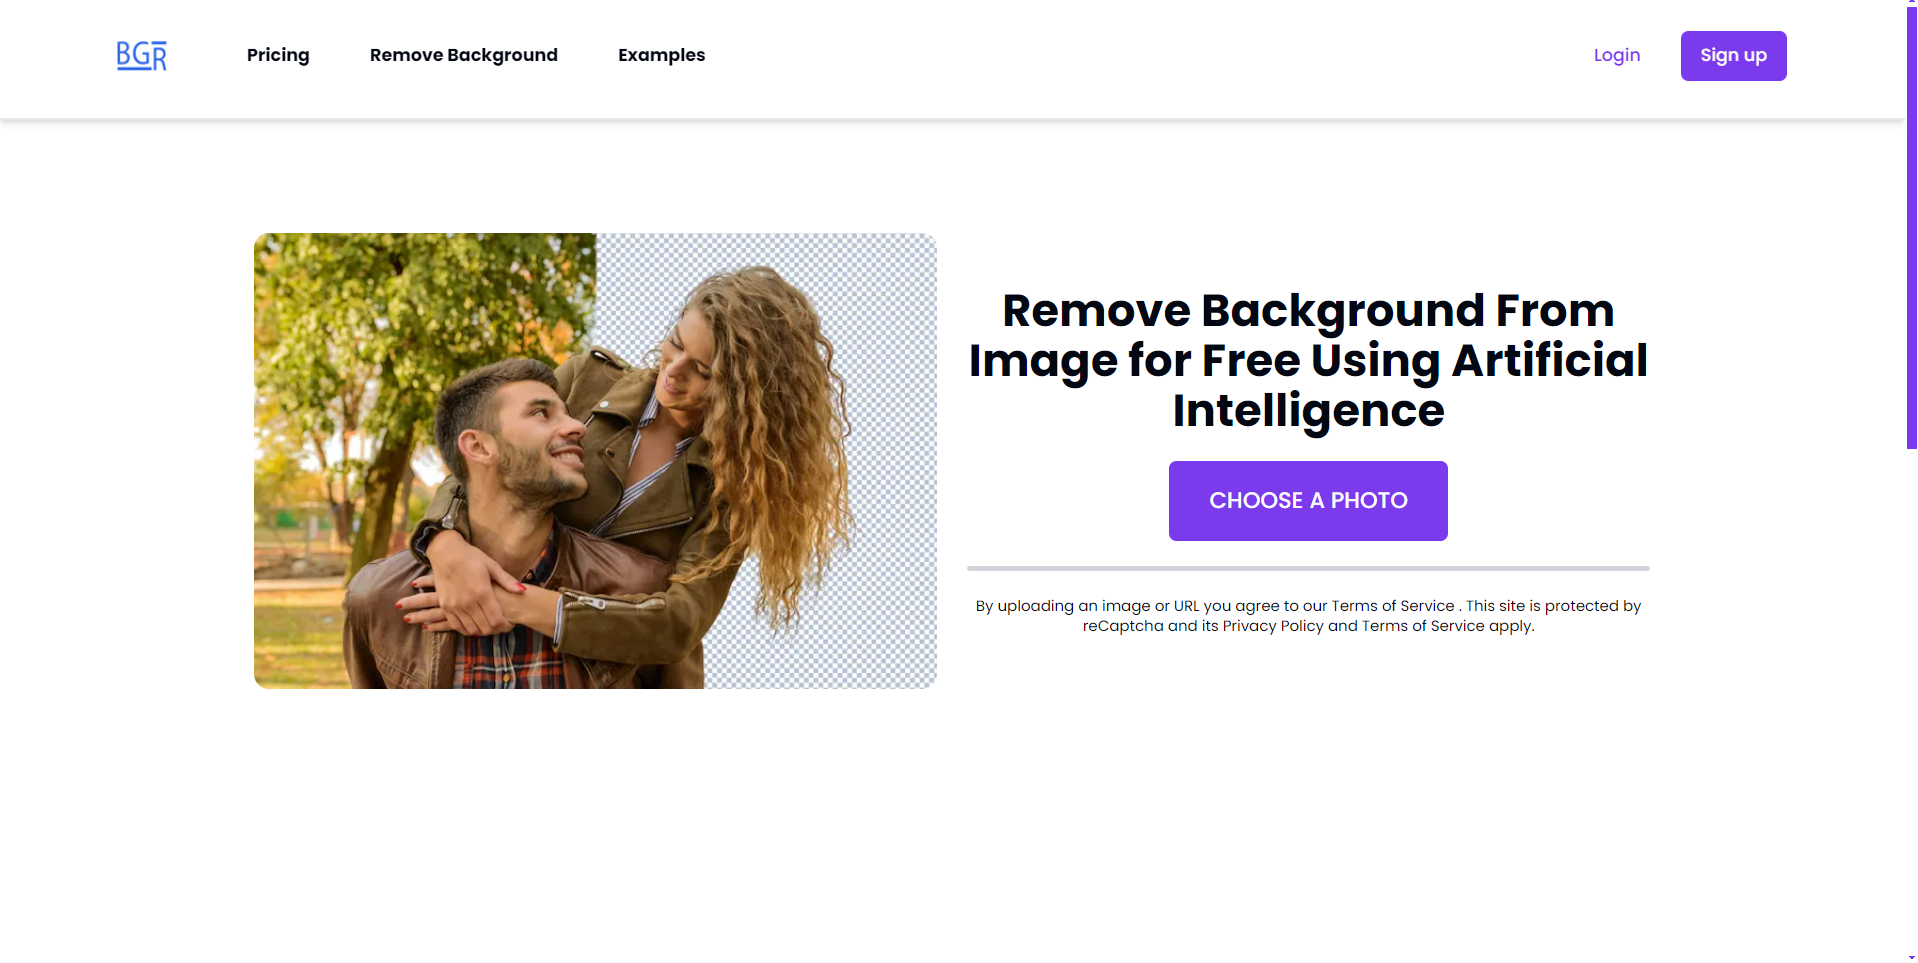 BGR
Pricing
Remove Background
Examples
Login
Sign up
Remove Background From
Image for Free Using Artificial
Intelligence
CHOOSE A PHOTO
By uploading an image or URL you agree to our Terms of Service . This site is protected by
reCaptcha and its Privacy Policy and Terms of Service apply.